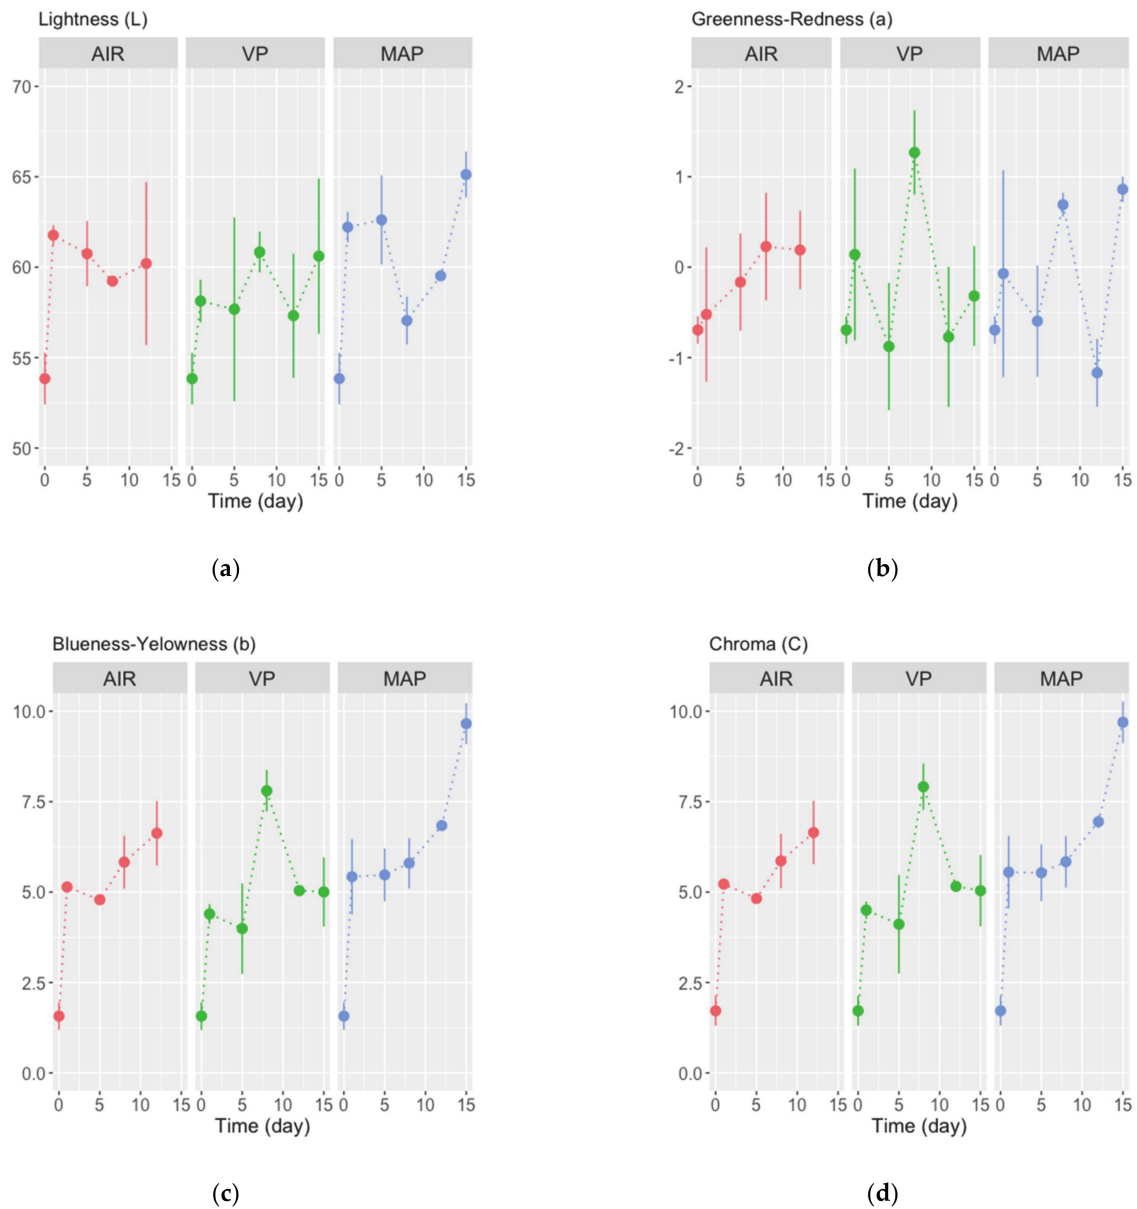 Lightness (L)
AIR VP MAP
70
65
60
55
50
0 5 10 15 0 5 10 15 0 5 10 15
Time (day)
(a)
Greenness-Redness (a)
AIR VP MAP
2
1
0
-1
-2
0 5 10 15 0 5 10 15 0 5 10 15
Time (day)
(b)
Blueness-Yelowness (b)
AIR VP MAP
10.0
7.5
5.0
2.5
0.0
0 5 10 15 0 5 10 15 0 5 10 15
Time (day)
(c)
Chroma (C)
AIR VP MAP
10.0
7.5
5.0
2.5
0.0
0 5 10 15 0 5 10 15 0 5 10 15
Time (day)
(d)